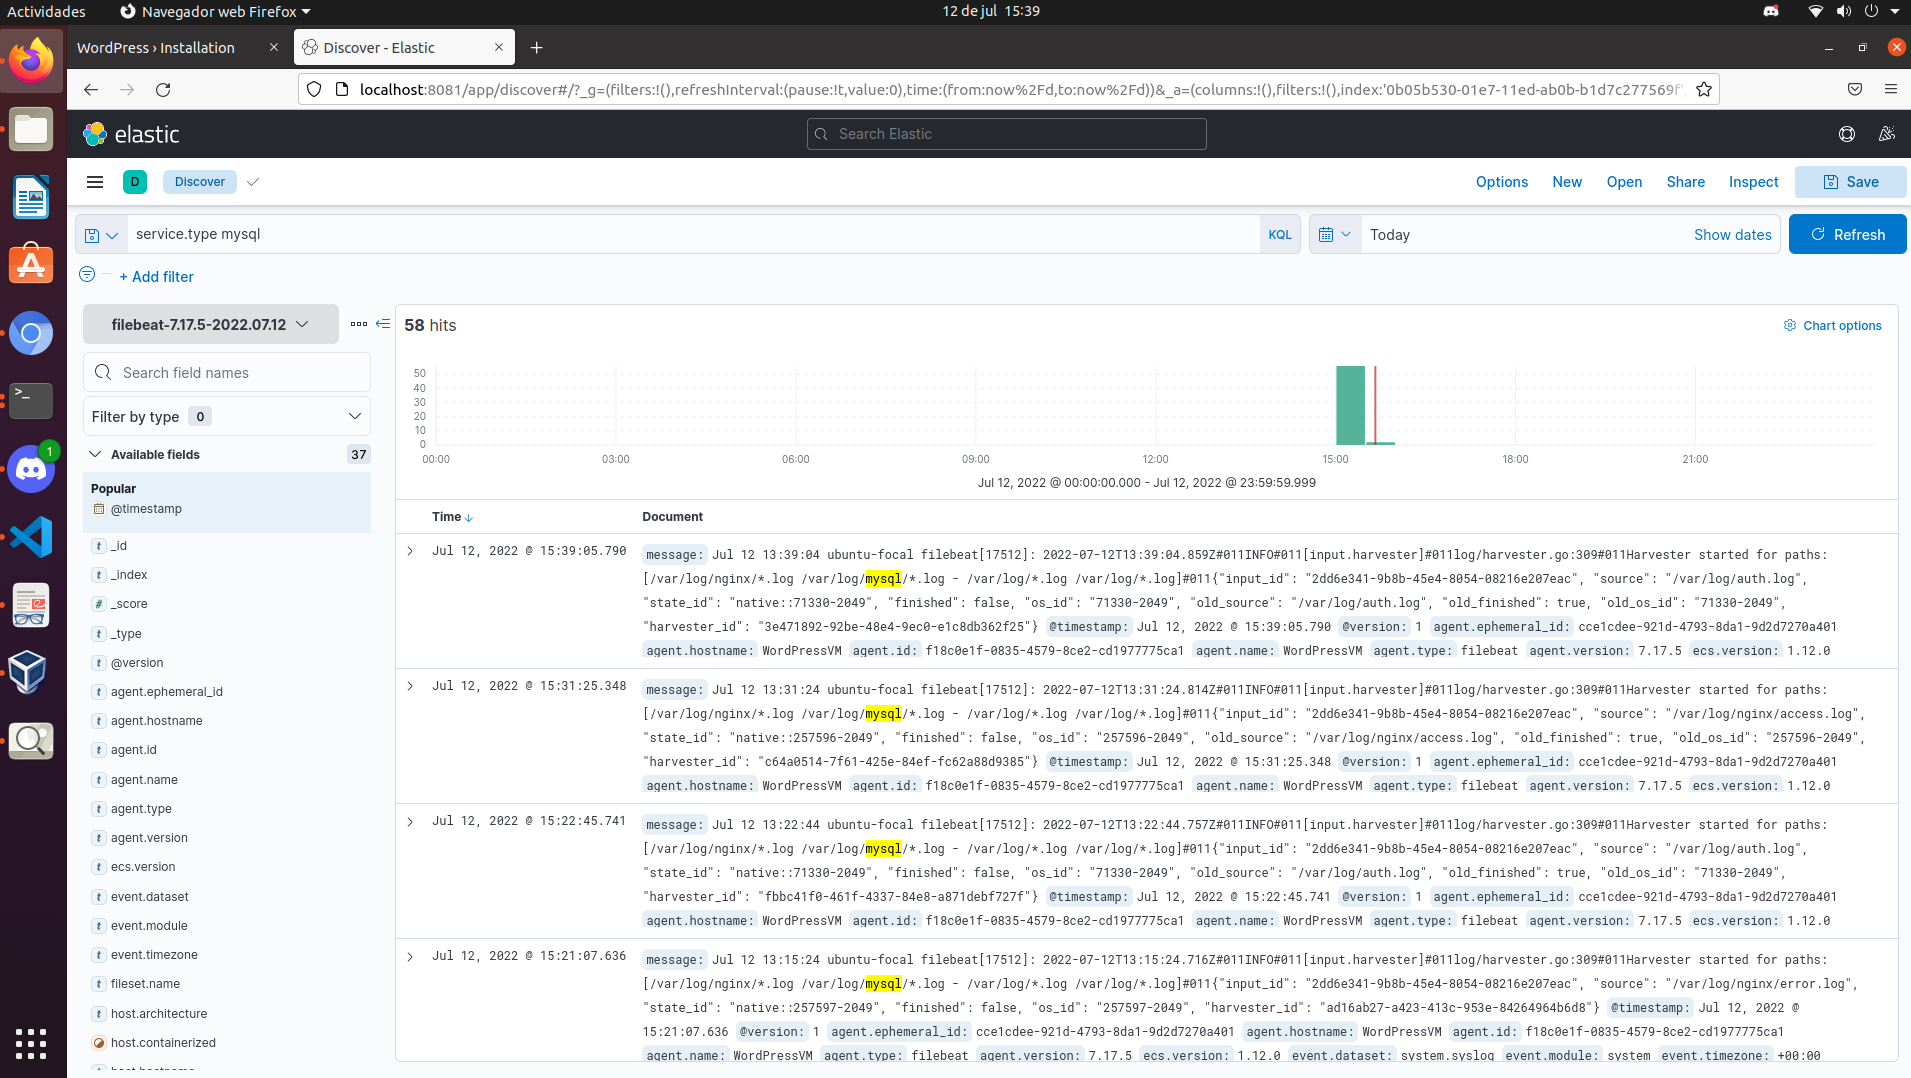 Actividades
Navegador web Firefox
12 de jul 15:39
WordPress › Installation
Discover - Elastic
localhost:8081/app/discover#/?_g=(filters:!(),refreshInterval:(pause:!t,value:0),time:(from:now%2Fd,to:now%2Fd))&_a=(columns:!(),filters:!(),index:'0b05b530-01e7-11ed-ab0b-b1d7c277569f',
elastic
Search Elastic
D
Discover
Options
New
Open
Share
Inspect
Save
service.type mysql
KQL
Today
Show dates
Refresh
+ Add filter
filebeat-7.17.5-2022.07.12
Search field names
Filter by type 0
Available fields 37
Popular
@timestamp
t _id
t _index
# _score
t _type
t @version
t agent.ephemeral_id
t agent.hostname
t agent.id
t agent.name
t agent.type
t agent.version
t ecs.version
t event.dataset
t event.module
t event.timezone
t fileset.name
t host.architecture
host.containerized
1
58 hits
Chart options
50
40
30
20
10
0
00:00 03:00 06:00 09:00 12:00 15:00 18:00 21:00
Jul 12, 2022 @ 00:00:00.000 - Jul 12, 2022 @ 23:59:59.999
Time Document
Jul 12, 2022 @ 15:39:05.790
message: Jul 12 13:39:04 ubuntu-focal filebeat[17512]: 2022-07-12T13:39:04.859Z#011INFO#011[input.harvester]#011log/harvester.go:309#011Harvester started for paths:
[/var/log/nginx/*.log /var/log/mysql/*.log - /var/log/*.log /var/log/*.log]#011{"input_id": "2dd6e341-9b8b-45e4-8054-08216e207eac", "source": "/var/log/auth.log",
"state_id": "native::71330-2049", "finished": false, "os_id": "71330-2049", "old_source": "/var/log/auth.log", "old_finished": true, "old_os_id": "71330-2049",
"harvester_id": "3e471892-92be-48e4-9ec0-e1c8db362f25"} @timestamp: Jul 12, 2022 @ 15:39:05.790 @version: 1 agent.ephemeral_id: cce1cdee-921d-4793-8da1-9d2d7270a401
agent.hostname: WordPressVM agent.id: f18c0e1f-0835-4579-8ce2-cd1977775ca1 agent.name: WordPressVM agent.type: filebeat agent.version: 7.17.5 ecs.version: 1.12.0
Jul 12, 2022 @ 15:31:25.348
message: Jul 12 13:31:24 ubuntu-focal filebeat[17512]: 2022-07-12T13:31:24.814Z#011INFO#011[input.harvester]#011log/harvester.go:309#011Harvester started for paths:
[/var/log/nginx/*.log /var/log/mysql/*.log - /var/log/*.log /var/log/*.log]#011{"input_id": "2dd6e341-9b8b-45e4-8054-08216e207eac", "source": "/var/log/nginx/access.log",
"state_id": "native::257596-2049", "finished": false, "os_id": "257596-2049", "old_source": "/var/log/nginx/access.log", "old_finished": true, "old_os_id": "257596-2049",
"harvester_id": "c64a0514-7f61-425e-84ef-fc62a88d9385"} @timestamp: Jul 12, 2022 @ 15:31:25.348 @version: 1 agent.ephemeral_id: cce1cdee-921d-4793-8da1-9d2d7270a401
agent.hostname: WordPressVM agent.id: f18c0e1f-0835-4579-8ce2-cd1977775ca1 agent.name: WordPressVM agent.type: filebeat agent.version: 7.17.5 ecs.version: 1.12.0
Jul 12, 2022 @ 15:22:45.741
message: Jul 12 13:22:44 ubuntu-focal filebeat[17512]: 2022-07-12T13:22:44.757Z#011INFO#011[input.harvester]#011log/harvester.go:309#011Harvester started for paths:
[/var/log/nginx/*.log /var/log/mysql/*.log - /var/log/*.log /var/log/*.log]#011{"input_id": "2dd6e341-9b8b-45e4-8054-08216e207eac", "source": "/var/log/auth.log",
"state_id": "native::71330-2049", "finished": false, "os_id": "71330-2049", "old_source": "/var/log/auth.log", "old_finished": true, "old_os_id": "71330-2049",
"harvester_id": "fbbc41f0-461f-4337-84e8-a871debf727f"} @timestamp: Jul 12, 2022 @ 15:22:45.741 @version: 1 agent.ephemeral_id: cce1cdee-921d-4793-8da1-9d2d7270a401
agent.hostname: WordPressVM agent.id: f18c0e1f-0835-4579-8ce2-cd1977775ca1 agent.name: WordPressVM agent.type: filebeat agent.version: 7.17.5 ecs.version: 1.12.0
Jul 12, 2022 @ 15:21:07.636
message: Jul 12 13:15:24 ubuntu-focal filebeat[17512]: 2022-07-12T13:15:24.716Z#011INFO#011[input.harvester]#011log/harvester.go:309#011Harvester started for paths:
[/var/log/nginx/*.log /var/log/mysql/*.log - /var/log/*.log /var/log/*.log]#011{"input_id": "2dd6e341-9b8b-45e4-8054-08216e207eac", "source": "/var/log/nginx/error.log",
"state_id": "native::257597-2049", "finished": false, "os_id": "257597-2049", "harvester_id": "ad16ab27-a423-413c-953e-84264964b6d8"} @timestamp: Jul 12, 2022 @
15:21:07.636 @version: 1 agent.ephemeral_id: cce1cdee-921d-4793-8da1-9d2d7270a401 agent.hostname: WordPressVM agent.id: f18c0e1f-0835-4579-8ce2-cd1977775ca1
agent.name: WordPressVM agent.type: filebeat agent.version: 7.17.5 ecs.version: 1.12.0 event.dataset: system.syslog event.module: system event.timezone: +00:00